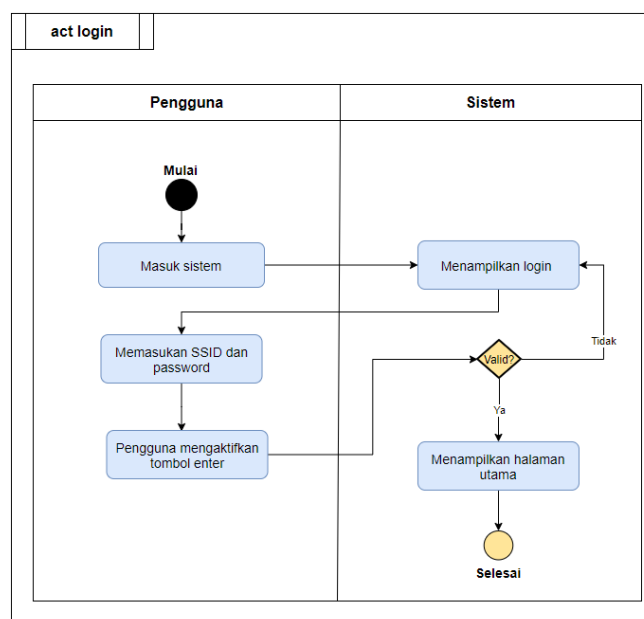 act login
Pengguna
Sistem
Mulai
Masuk sistem
Menampilkan login
Memasukan SSID dan
password
Valid?
Tidak
Pengguna mengaktifkan
tombol enter
Ya
Menampilkan halaman
utama
Selesai